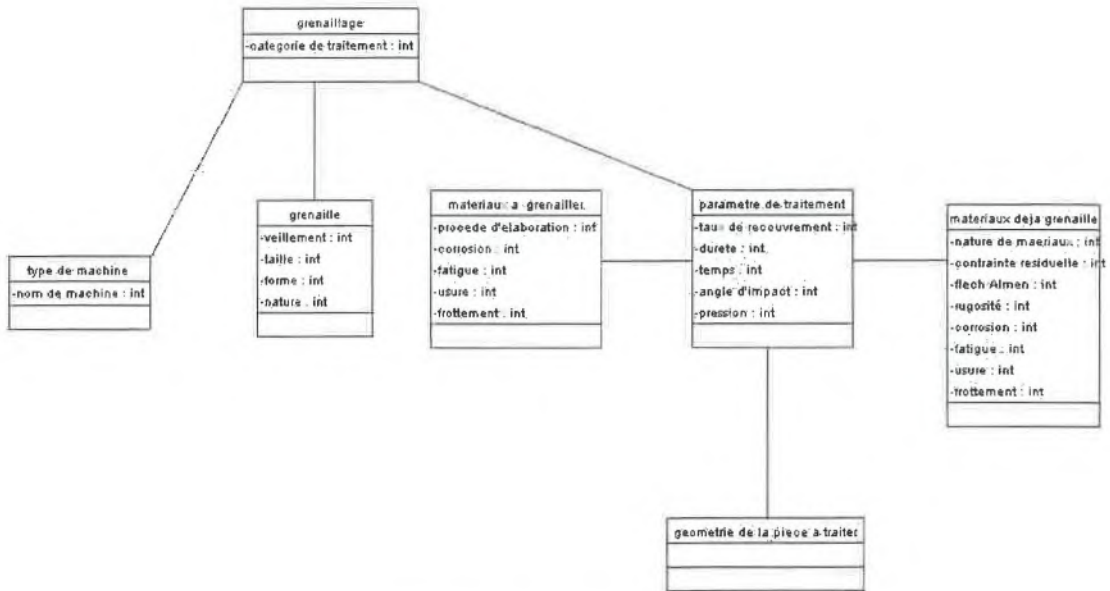 grenaillage
-categorie de traitement : int
type de machine
-nom de machine : int
grenaille
-veillement : int
-taille : int
-forme : int
-nature : int
materiaux a grenailler
-procede d'elaboration : int
-corrosion : int
-fatigue : int
-usure : int
-frottement : int
parametre de traitement
-taux de recouvrement : int
-durete : int
-temps : int
-angle d'impact : int
-pression : int
materiaux deja grenaille
-nature de maeriaux : int
-contrainte residuelle : int
-flech Almen : int
-rugosité : int
-corrosion : int
-fatigue : int
-usure : int
-frottement : int
geometrie de la piece a traiter